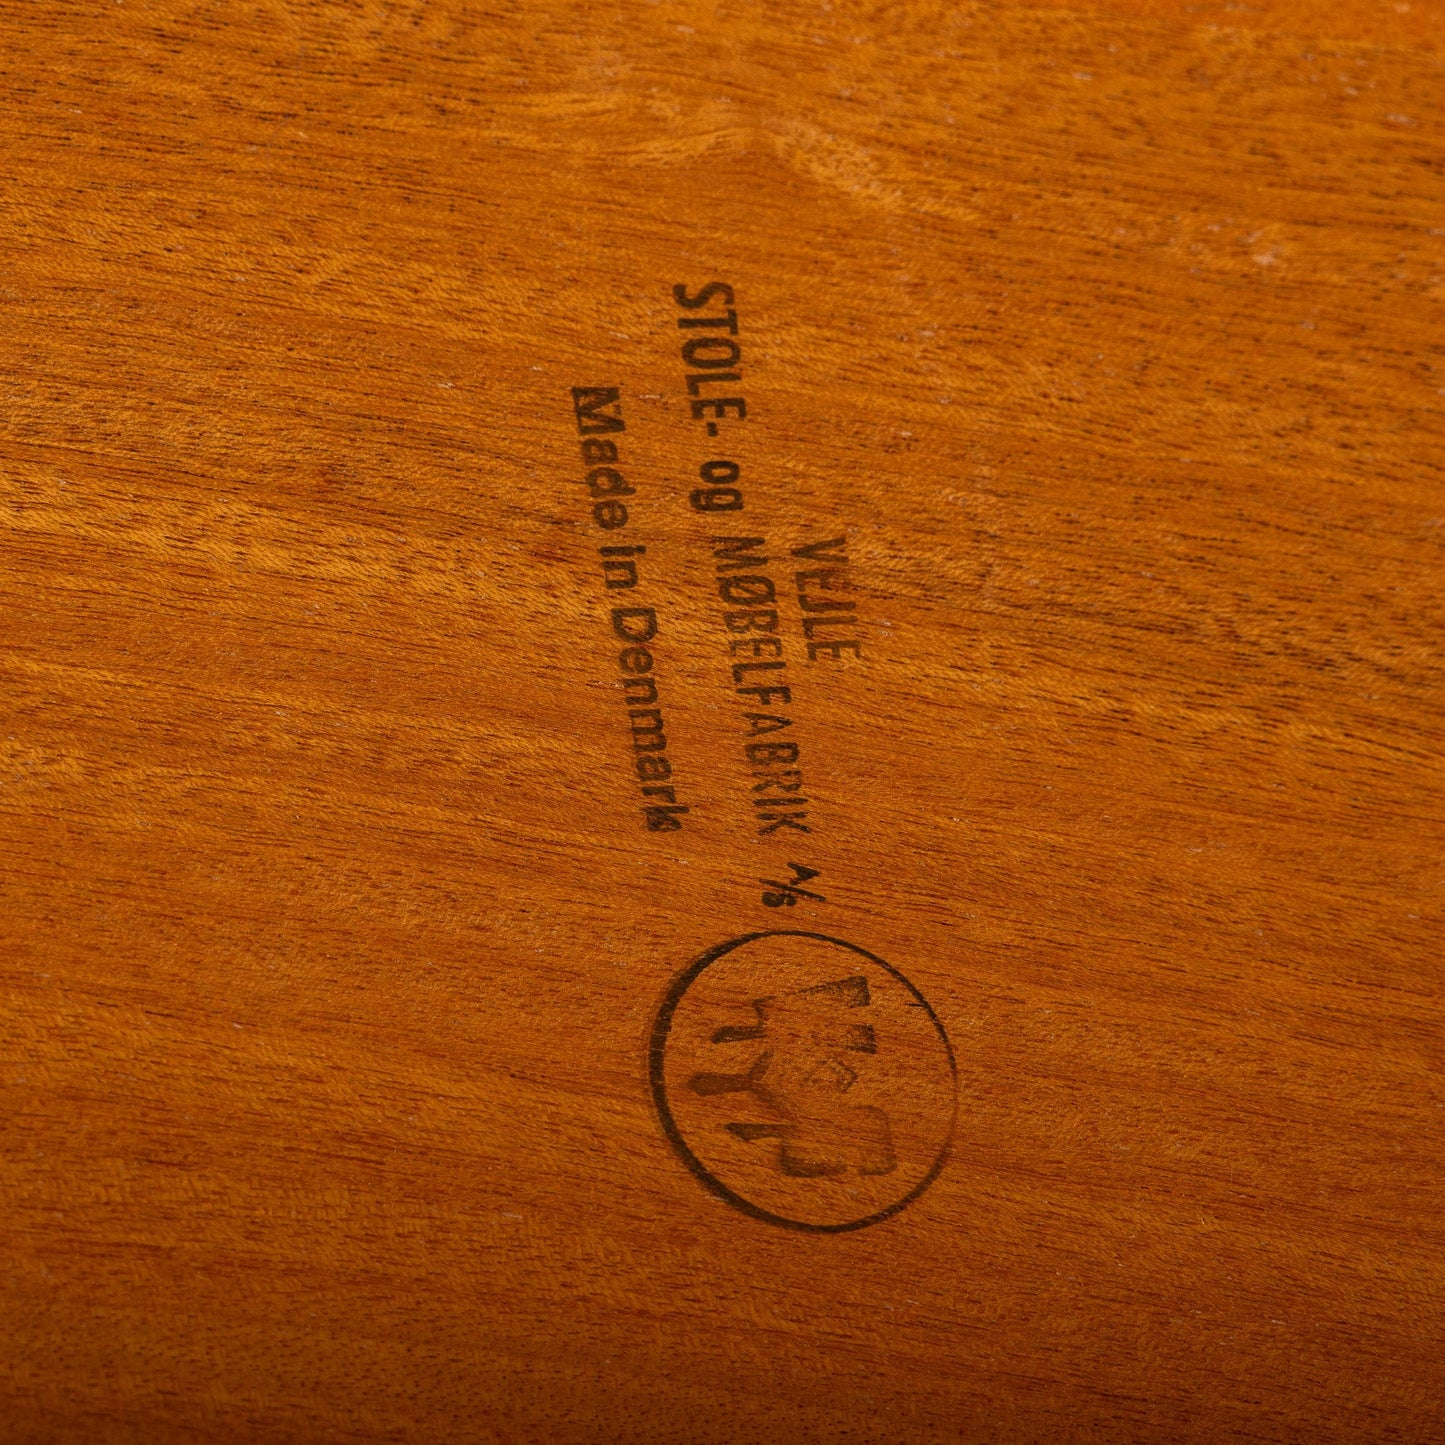 VEJLE
STOLE- og MØBELFABRIK A/S
Made in Denmark